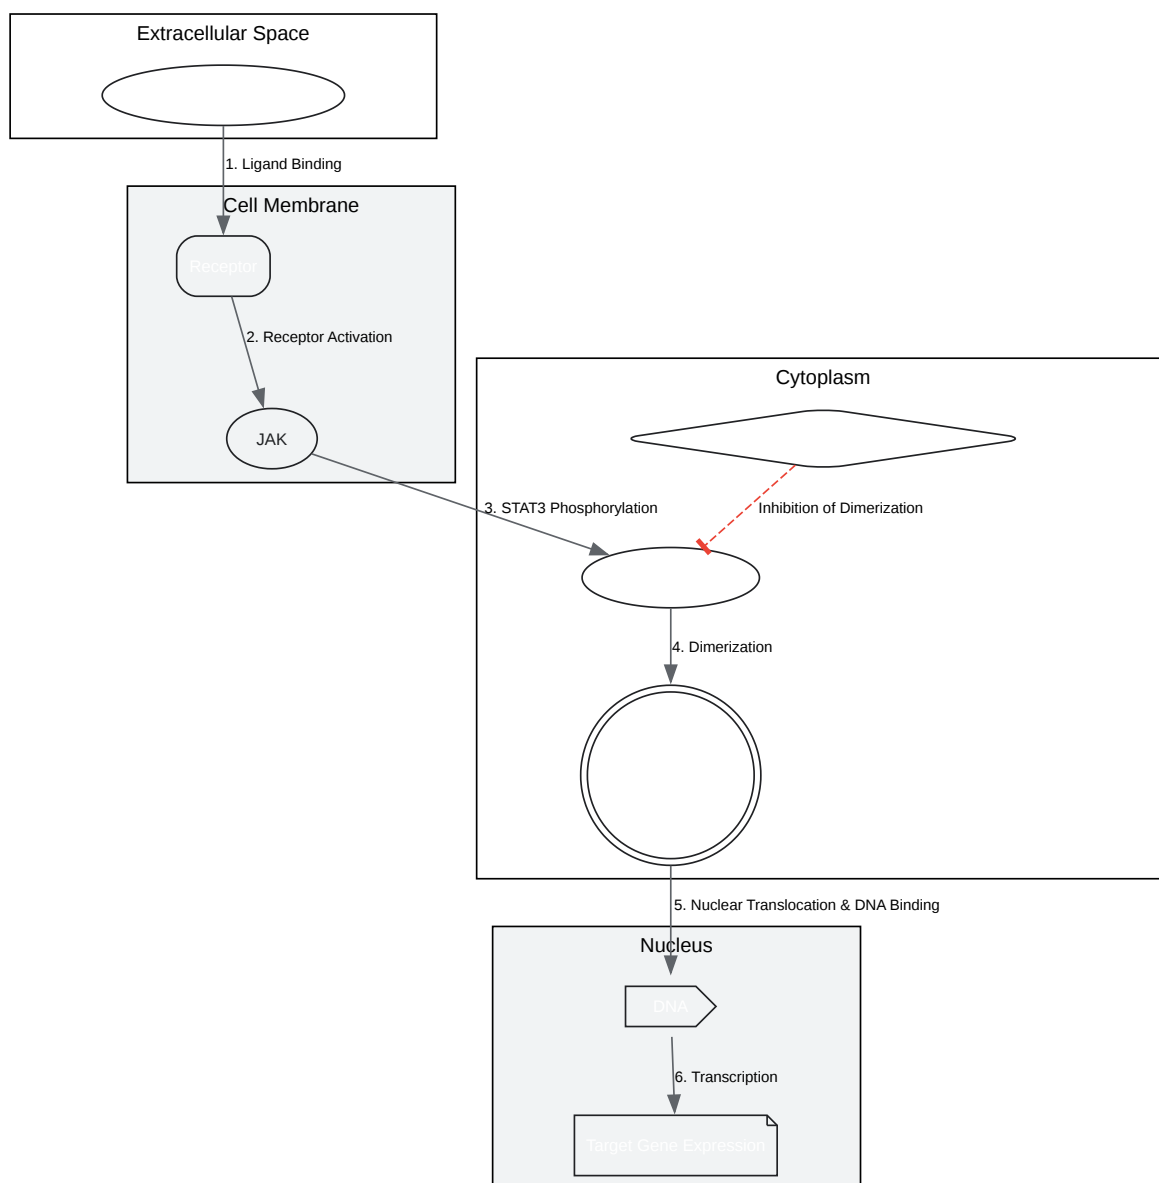 Extracellular Space
1. Ligand Binding
Cell Membrane
Receptor
2. Receptor Activation
JAK
Cytoplasm
3. STAT3 Phosphorylation
Inhibition of Dimerization
4. Dimerization
5. Nuclear Translocation & DNA Binding
Nucleus
DNA
6. Transcription
Target Gene Expression